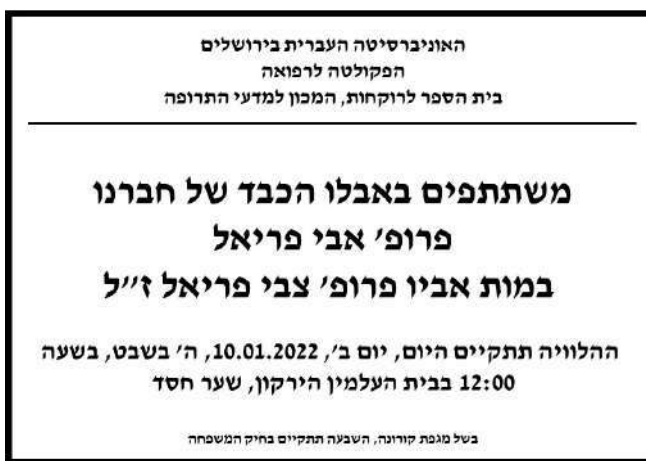 האוניברסיטה העברית בירושלים
הפקולטה לרפואה
בית הספר לרוקחות, המכון למדעי התרופה
משתתפים באבלו הכבד של חברנו
פרופ׳ אבי פריאל
במות אביו פרופ׳ צבי פריאל ז״ל
ההלוויה תתקיים היום, יום ב׳, 10.01.2022, ה׳ בשבט, בשעה
12:00 בבית העלמין הירקון, שער חסד
בשל מגפת קורונה, השבעה תתקיים בחיק המשפחה